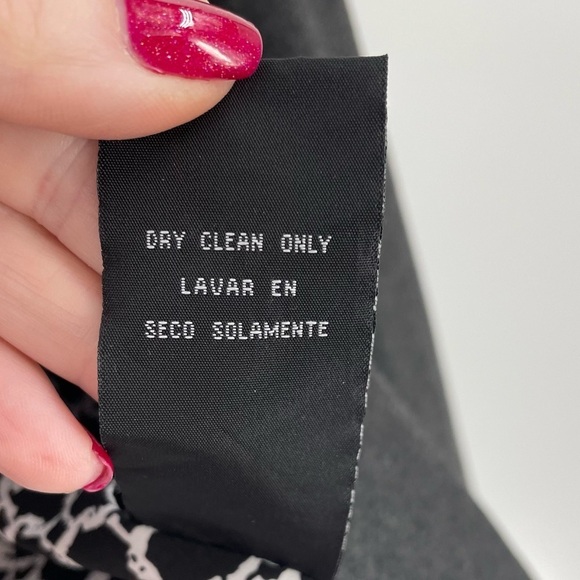 DRY CLEAN ONLY
LAVAR EN
SECO SOLAMENTE